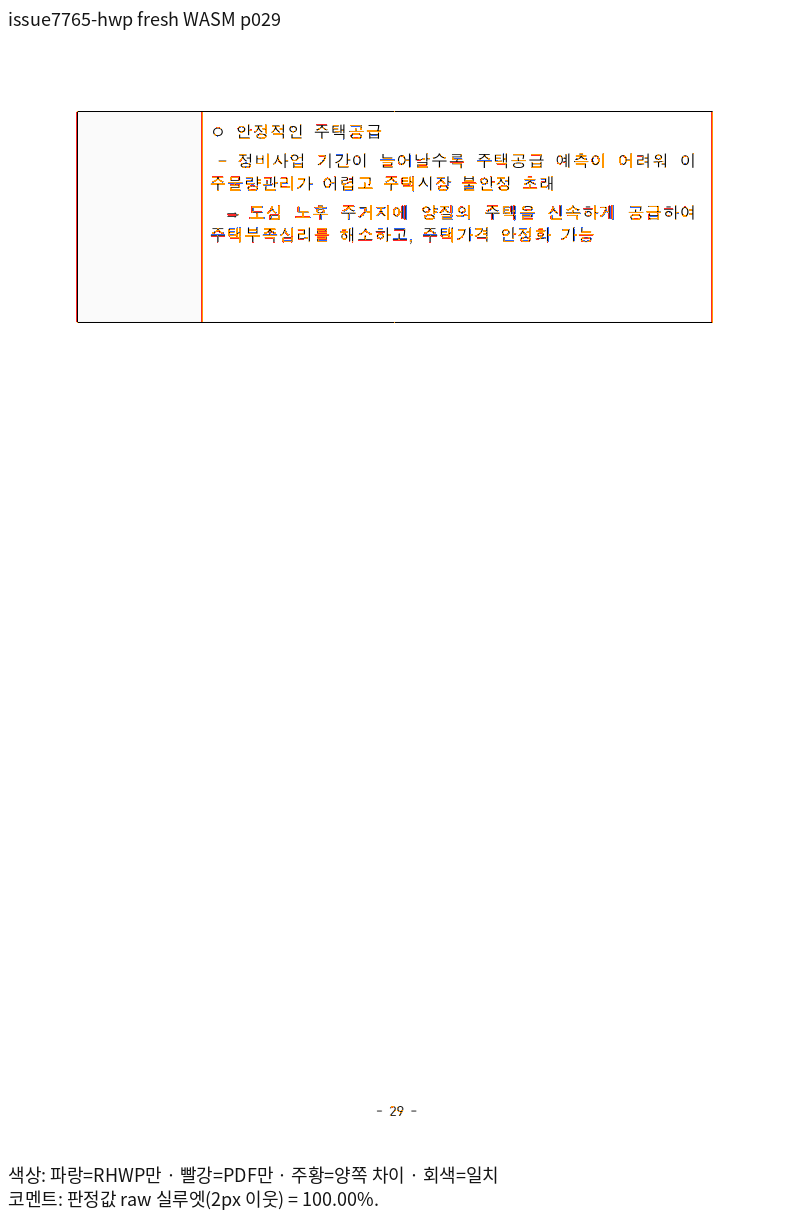 issue7765-hwp fresh WASM p029
○ 안정적인 주택공급
- 정비사업 기간이 늘어날수록 주택공급 예측이 어려워 이
주물량관리가 어렵고 주택시장 불안정 초래
➡ 도심 노후 주거지에 양질의 주택을 신속하게 공급하여
주택부족심리를 해소하고, 주택가격 안정화 가능
- 29 -
색상: 파랑=RHWP만 · 빨강=PDF만 · 주황=양쪽 차이 · 회색=일치
코멘트: 판정값 raw 실루엣(2px 이웃) = 100.00%.